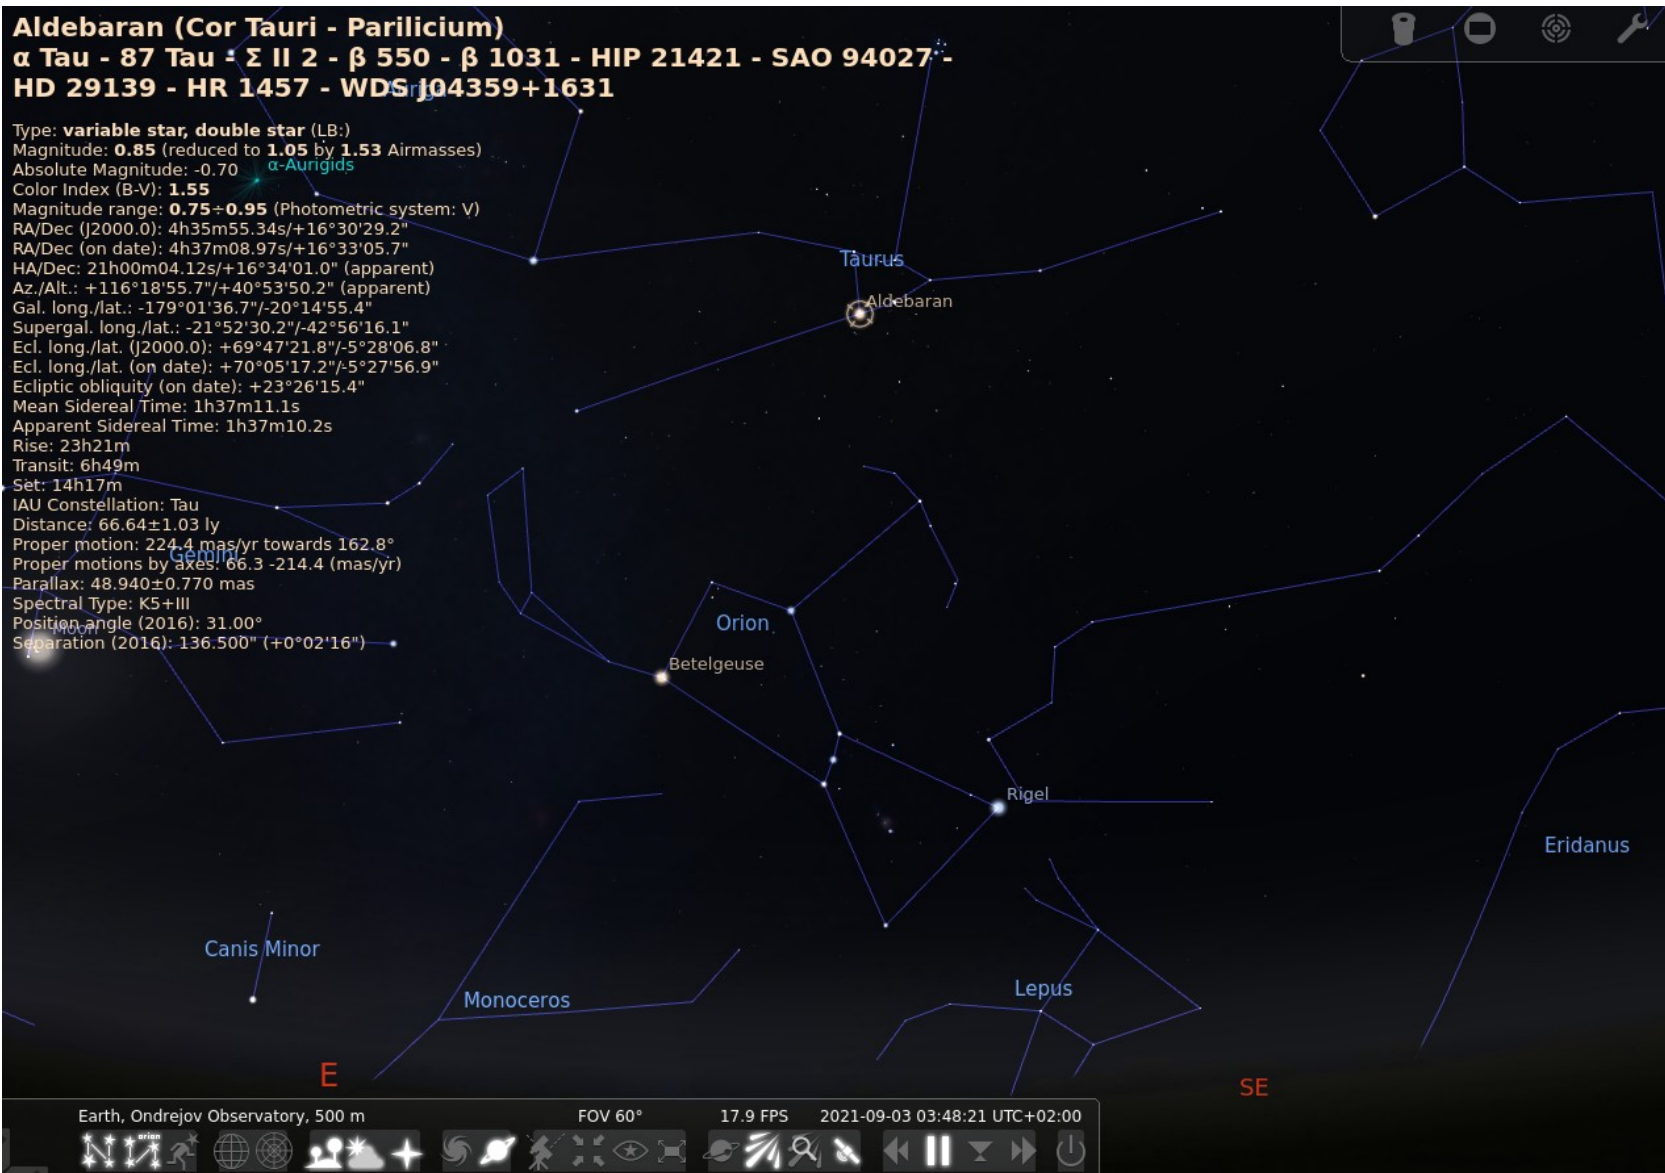 Aldebaran (Cor Tauri - Parilicium)
α Tau - 87 Tau - Σ II 2 - β 550 - β 1031 - HIP 21421 - SAO 94027 -
HD 29139 - HR 1457 - WDS J04359+1631
Auriga
Type: variable star, double star (LB:)
Magnitude: 0.85 (reduced to 1.05 by 1.53 Airmasses)
α-Aurigids
Absolute Magnitude: -0.70
Color Index (B-V): 1.55
Magnitude range: 0.75÷0.95 (Photometric system: V)
RA/Dec (J2000.0): 4h35m55.34s/+16°30'29.2"
RA/Dec (on date): 4h37m08.97s/+16°33'05.7"
HA/Dec: 21h00m04.12s/+16°34'01.0" (apparent)
Az./Alt.: +116°18'55.7"/+40°53'50.2" (apparent)
Gal. long./lat.: -179°01'36.7"/-20°14'55.4"
Supergal. long./lat.: -21°52'30.2"/-42°56'16.1"
Ecl. long./lat. (J2000.0): +69°47'21.8"/-5°28'06.8"
Ecl. long./lat. (on date): +70°05'17.2"/-5°27'56.9"
Ecliptic obliquity (on date): +23°26'15.4"
Mean Sidereal Time: 1h37m11.1s
Apparent Sidereal Time: 1h37m10.2s
Rise: 23h21m
Transit: 6h49m
Set: 14h17m
IAU Constellation: Tau
Distance: 66.64±1.03 ly
Proper motion: 224.4 mas/yr towards 162.8°
Gemini
Proper motions by axes: 66.3 -214.4 (mas/yr)
Parallax: 48.940±0.770 mas
Spectral Type: K5+III
Position angle (2016): 31.00°
Moon
Separation (2016): 136.500" (+0°02'16")
Taurus
Aldebaran
Orion
Betelgeuse
Rigel
Eridanus
Canis Minor
Monoceros
Lepus
E
SE
Earth, Ondrejov Observatory, 500 m FOV 60° 17.9 FPS 2021-09-03 03:48:21 UTC+02:00
orion